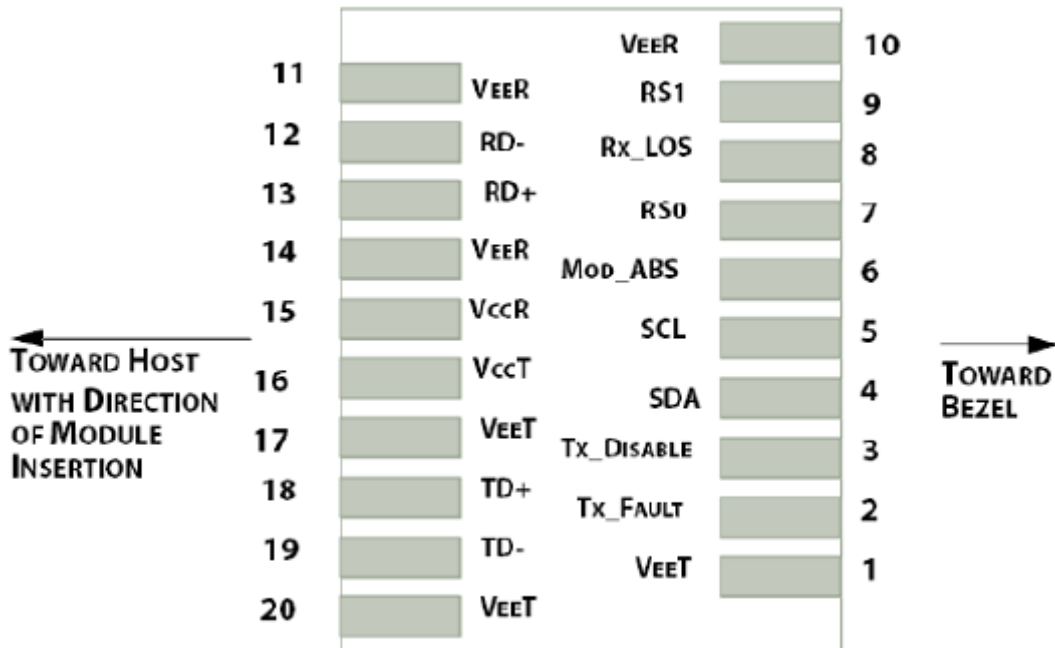 11 VEER
12 RD-
13 RD+
14 VEER
15 VCCR
16 VCCT
17 VEET
18 TD+
19 TD-
20 VEET
TOWARD HOST
WITH DIRECTION
OF MODULE
INSERTION
VEER 10
RS1 9
RX_LOS 8
RS0 7
MOD_ABS 6
SCL 5
SDA 4
TX_DISABLE 3
TX_FAULT 2
VEET 1
TOWARD
BEZEL